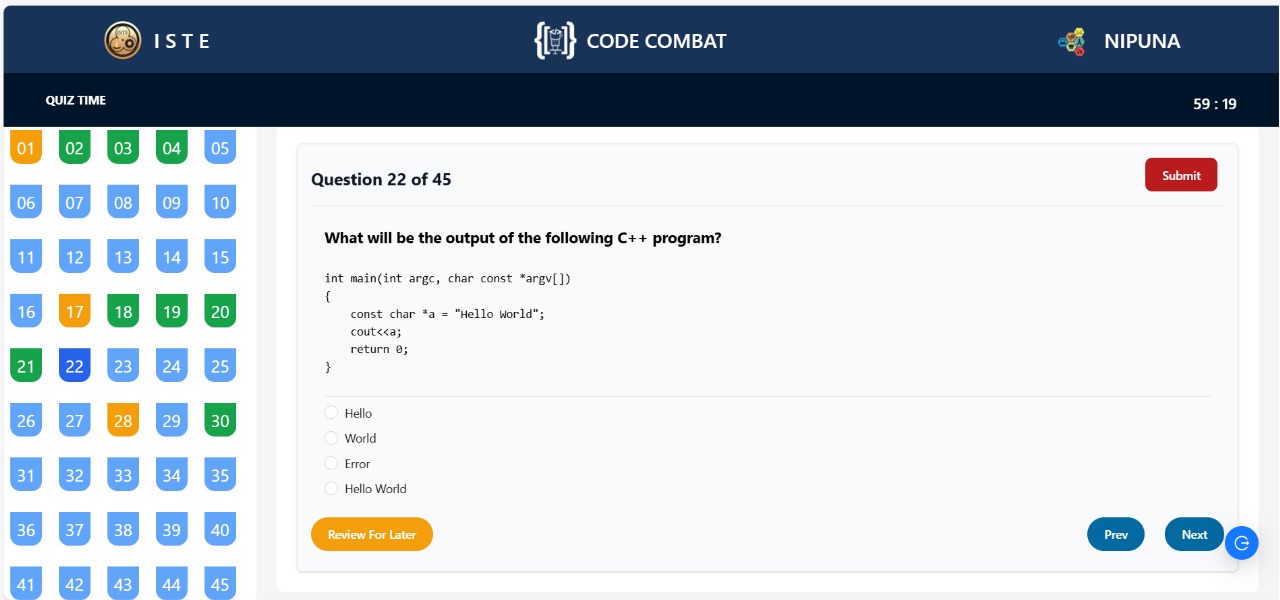 I S T E
CODE COMBAT
NIPUNA
QUIZ TIME
59 : 19
01 02 03 04 05
06 07 08 09 10
11 12 13 14 15
16 17 18 19 20
21 22 23 24 25
26 27 28 29 30
31 32 33 34 35
36 37 38 39 40
41 42 43 44 45
Question 22 of 45
Submit
What will be the output of the following C++ program?
int main(int argc, char const *argv[])
{
    const char *a = "Hello World";
    cout<<a;
    return 0;
}
Hello
World
Error
Hello World
Review For Later
Prev
Next